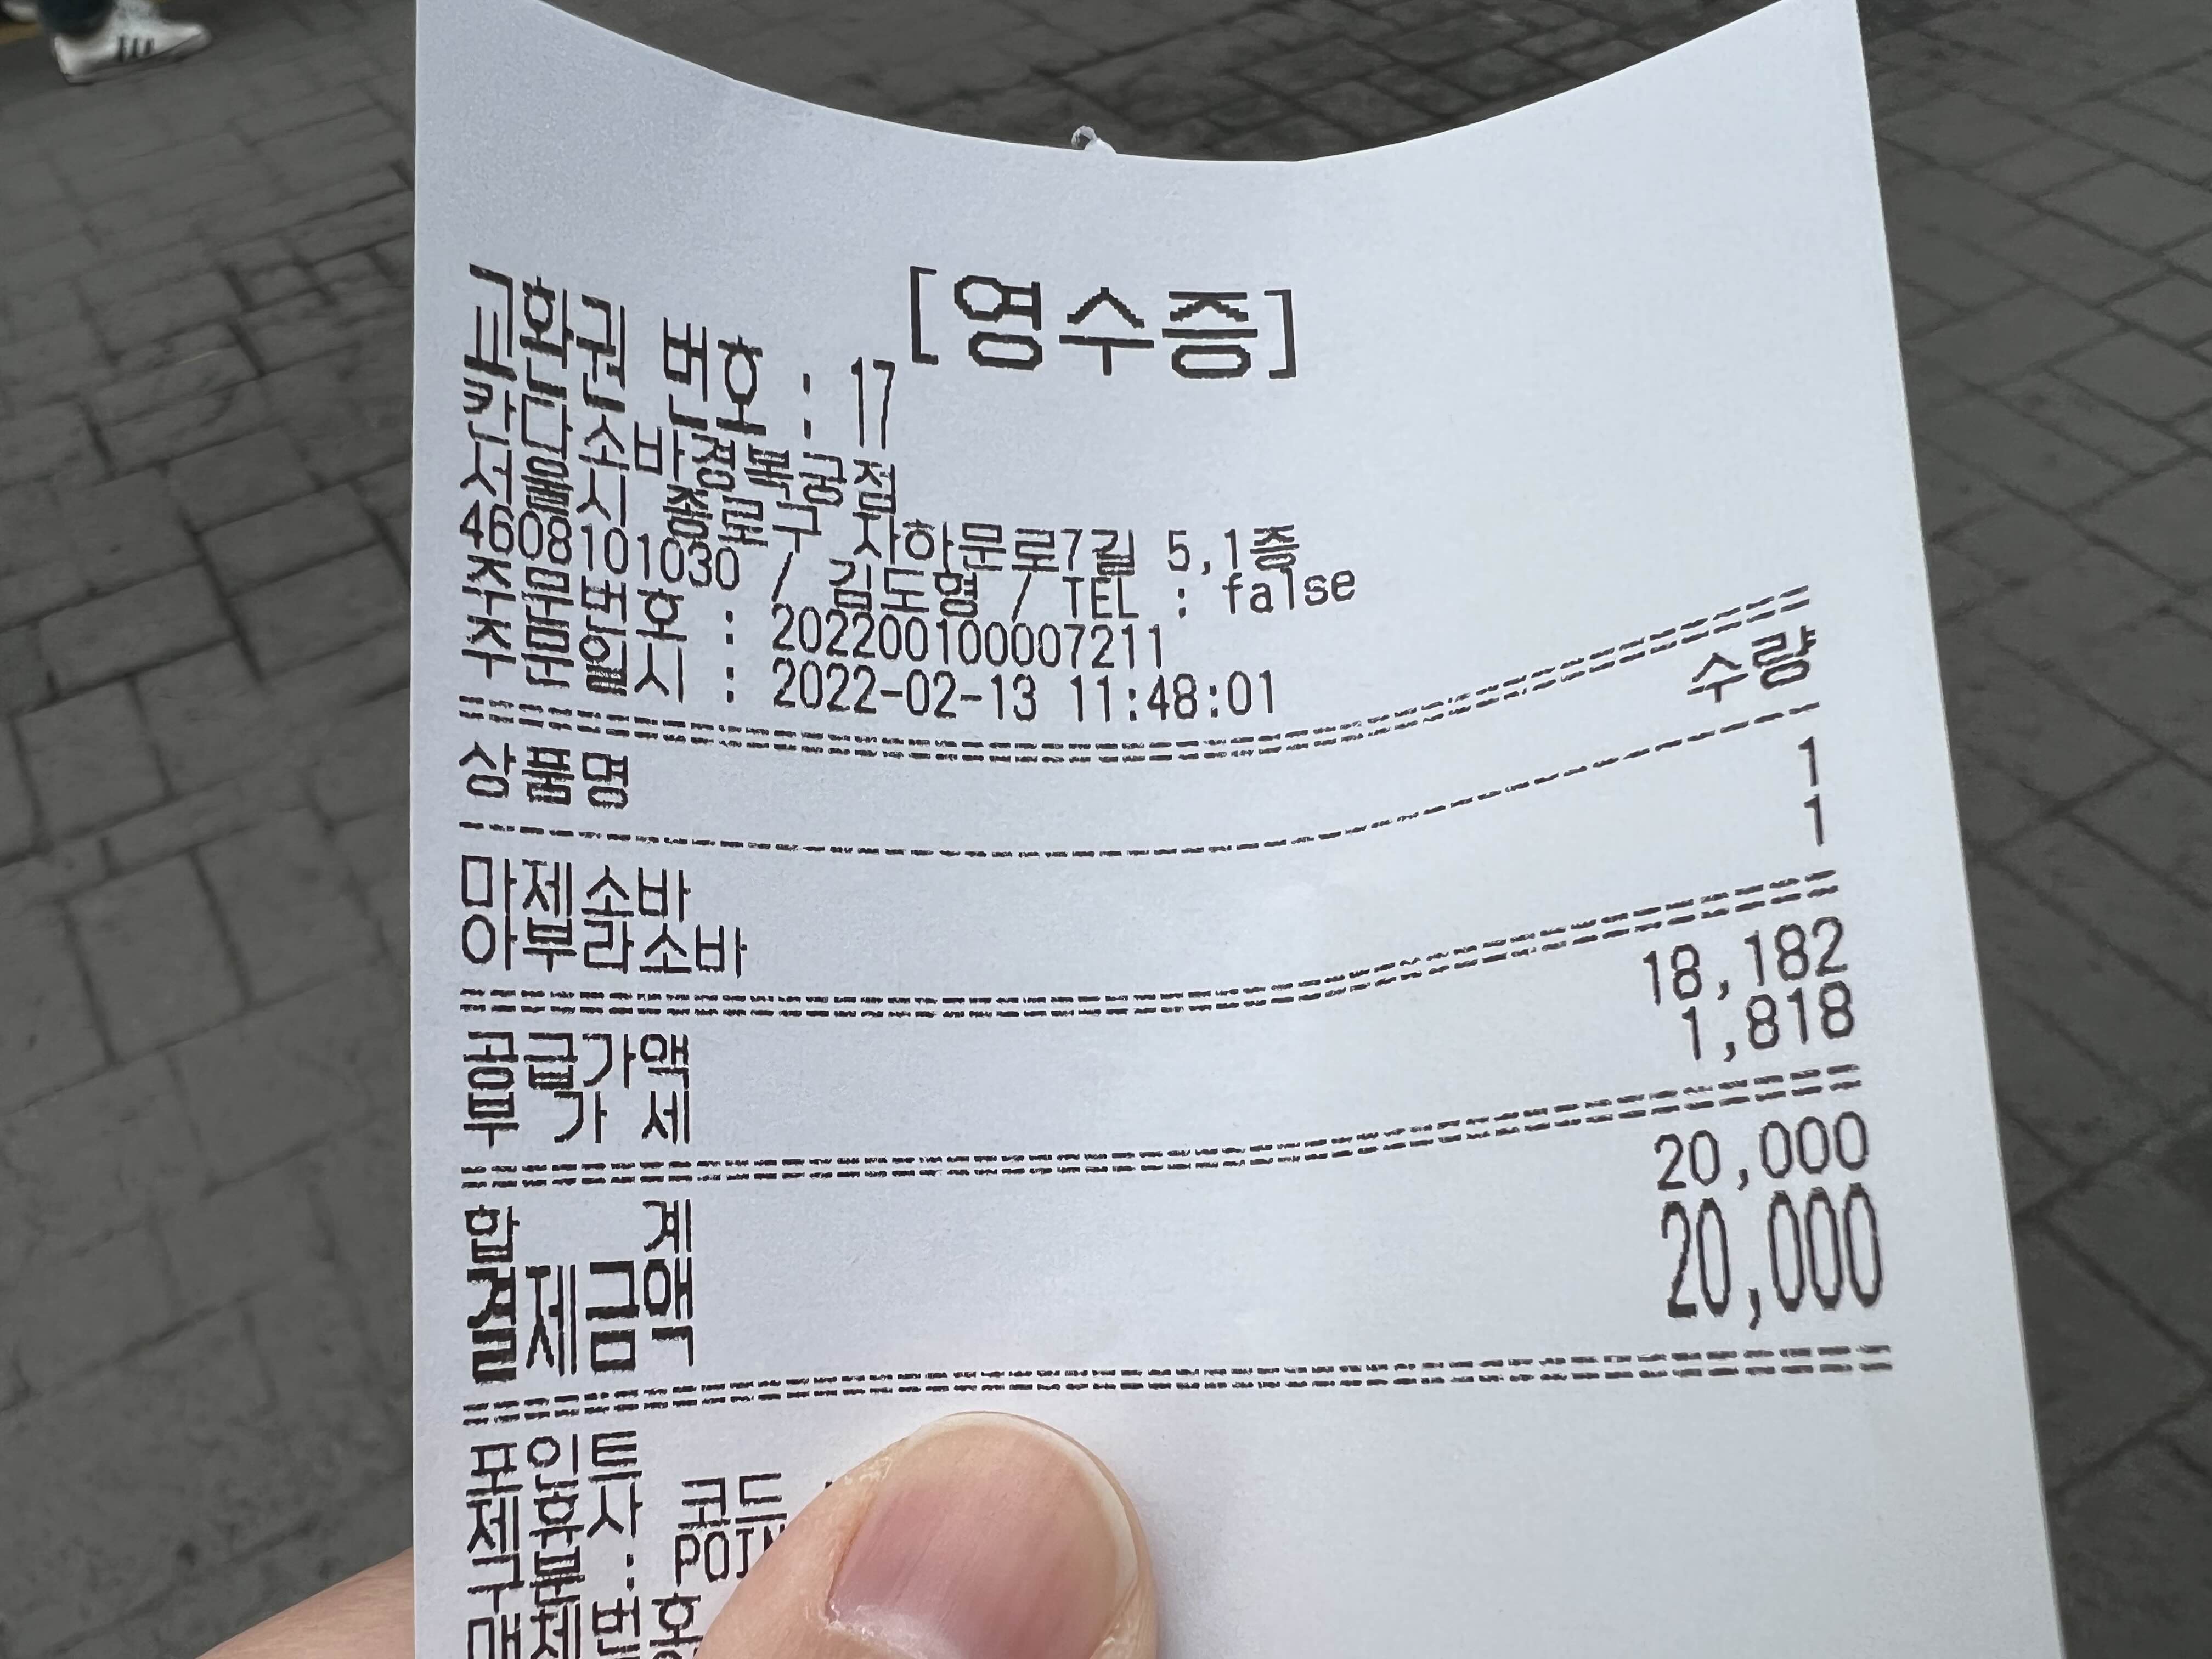 [영수증]
교환권 번호 : 17
칸다소바경복궁점
서울시 종로구 자하문로7길 5,1층
4608101030 / 김도형 / TEL : false
주문번호 : 202200100007211
주문일시 : 2022-02-13 11:48:01
상품명 수량
마제소바 1
아부라소바 1
공급가액 18,182
부 가 세 1,818
합 계 20,000
결제금액 20,000
포인트
제휴사 코드
구분 :
매체번호